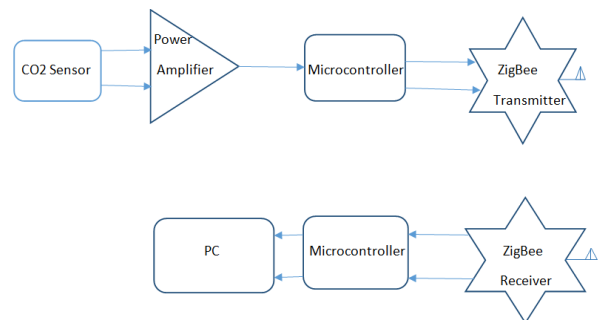 CO2 Sensor
Power
Amplifier
Microcontroller
ZigBee
Transmitter
PC
Microcontroller
ZigBee
Receiver